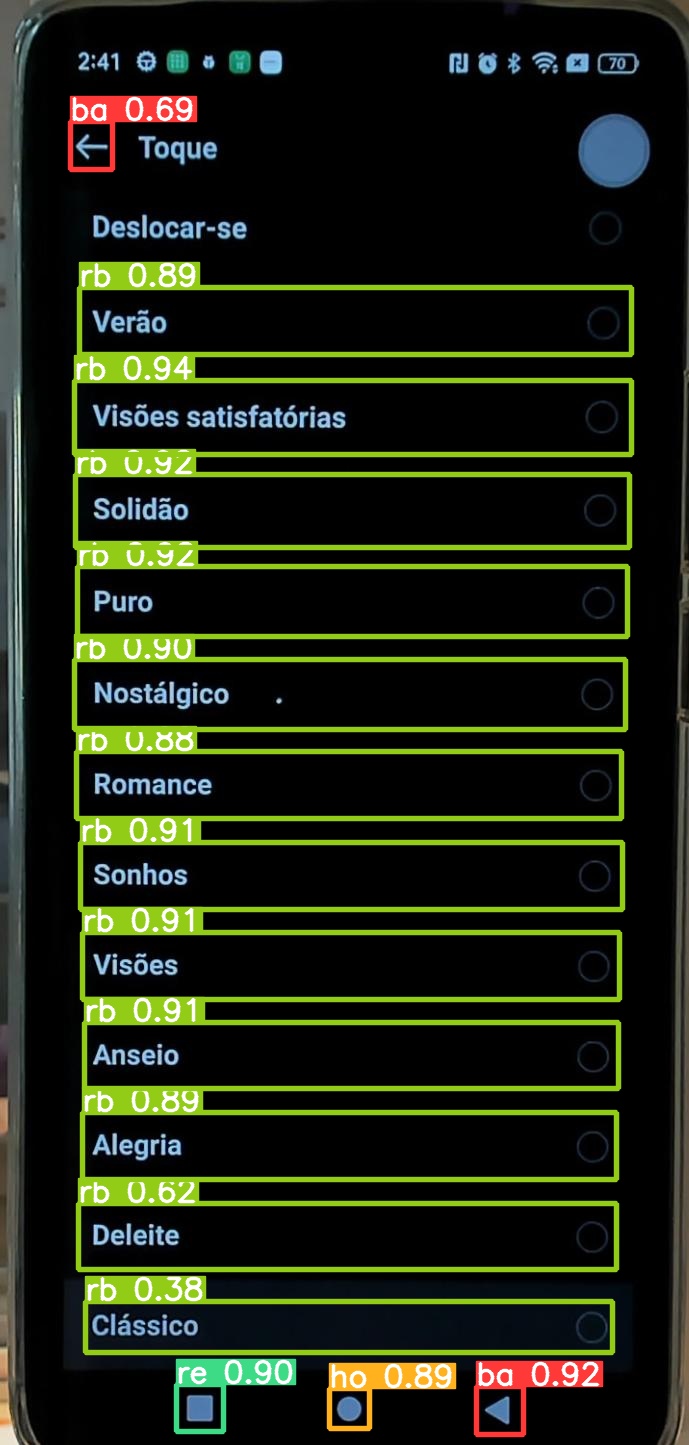 2:41 70
ba 0.69
Toque
Deslocar-se
rb 0.89
Verão
rb 0.94
Visões satisfatórias
rb 0.92
Solidão
rb 0.92
Puro
rb 0.90
Nostálgico .
rb 0.88
Romance
rb 0.91
Sonhos
rb 0.91
Visões
rb 0.91
Anseio
rb 0.89
Alegria
rb 0.62
Deleite
rb 0.38
Clássico
re 0.90 ho 0.89 ba 0.92